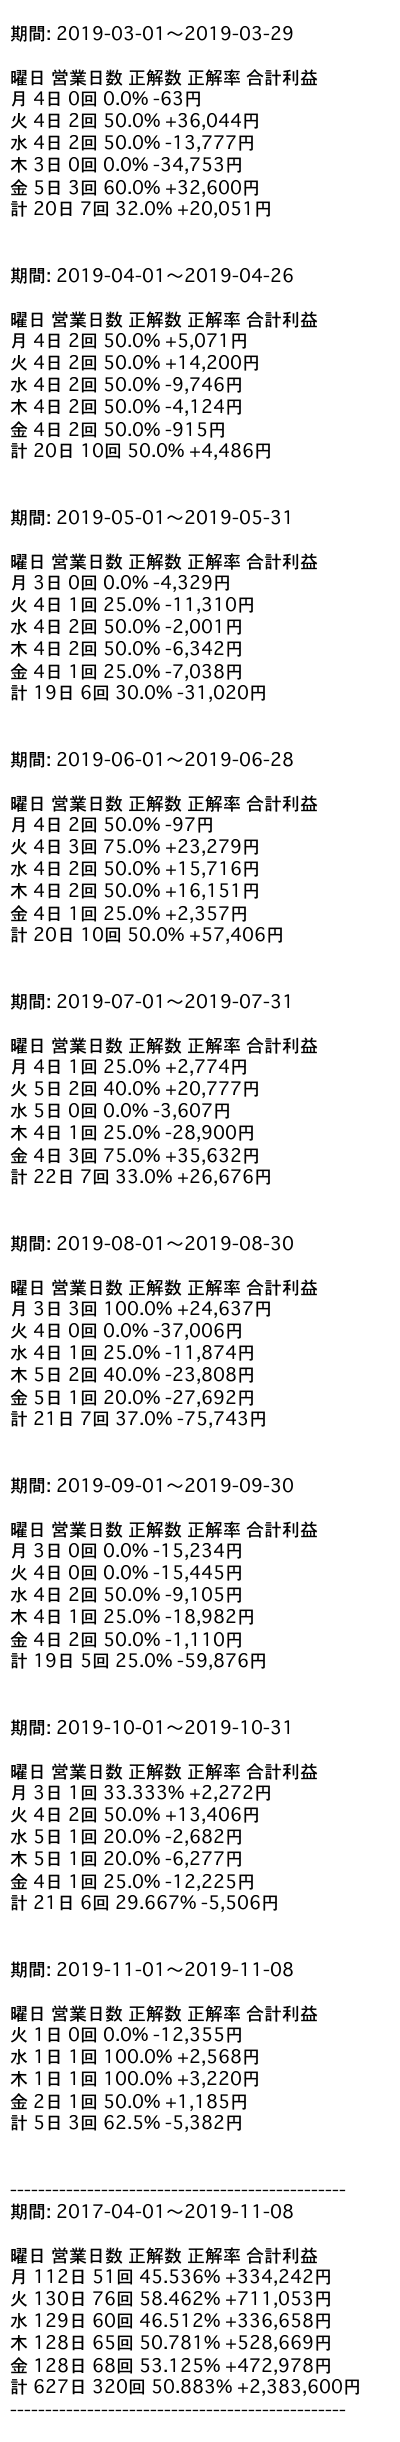 期間: 2019-03-01～2019-03-29
曜日 営業日数 正解数 正解率 合計利益
月 4日 0回 0.0% -63円
火 4日 2回 50.0% +36,044円
水 4日 2回 50.0% -13,777円
木 3日 0回 0.0% -34,753円
金 5日 3回 60.0% +32,600円
計 20日 7回 32.0% +20,051円
期間: 2019-04-01～2019-04-26
曜日 営業日数 正解数 正解率 合計利益
月 4日 2回 50.0% +5,071円
火 4日 2回 50.0% +14,200円
水 4日 2回 50.0% -9,746円
木 4日 2回 50.0% -4,124円
金 4日 2回 50.0% -915円
計 20日 10回 50.0% +4,486円
期間: 2019-05-01～2019-05-31
曜日 営業日数 正解数 正解率 合計利益
月 3日 0回 0.0% -4,329円
火 4日 1回 25.0% -11,310円
水 4日 2回 50.0% -2,001円
木 4日 2回 50.0% -6,342円
金 4日 1回 25.0% -7,038円
計 19日 6回 30.0% -31,020円
期間: 2019-06-01～2019-06-28
曜日 営業日数 正解数 正解率 合計利益
月 4日 2回 50.0% -97円
火 4日 3回 75.0% +23,279円
水 4日 2回 50.0% +15,716円
木 4日 2回 50.0% +16,151円
金 4日 1回 25.0% +2,357円
計 20日 10回 50.0% +57,406円
期間: 2019-07-01～2019-07-31
曜日 営業日数 正解数 正解率 合計利益
月 4日 1回 25.0% +2,774円
火 5日 2回 40.0% +20,777円
水 5日 0回 0.0% -3,607円
木 4日 1回 25.0% -28,900円
金 4日 3回 75.0% +35,632円
計 22日 7回 33.0% +26,676円
期間: 2019-08-01～2019-08-30
曜日 営業日数 正解数 正解率 合計利益
月 3日 3回 100.0% +24,637円
火 4日 0回 0.0% -37,006円
水 4日 1回 25.0% -11,874円
木 5日 2回 40.0% -23,808円
金 5日 1回 20.0% -27,692円
計 21日 7回 37.0% -75,743円
期間: 2019-09-01～2019-09-30
曜日 営業日数 正解数 正解率 合計利益
月 3日 0回 0.0% -15,234円
火 4日 0回 0.0% -15,445円
水 4日 2回 50.0% -9,105円
木 4日 1回 25.0% -18,982円
金 4日 2回 50.0% -1,110円
計 19日 5回 25.0% -59,876円
期間: 2019-10-01～2019-10-31
曜日 営業日数 正解数 正解率 合計利益
月 3日 1回 33.333% +2,272円
火 4日 2回 50.0% +13,406円
水 5日 1回 20.0% -2,682円
木 5日 1回 20.0% -6,277円
金 4日 1回 25.0% -12,225円
計 21日 6回 29.667% -5,506円
期間: 2019-11-01～2019-11-08
曜日 営業日数 正解数 正解率 合計利益
火 1日 0回 0.0% -12,355円
水 1日 1回 100.0% +2,568円
木 1日 1回 100.0% +3,220円
金 2日 1回 50.0% +1,185円
計 5日 3回 62.5% -5,382円
------------------------------------------------
期間: 2017-04-01～2019-11-08
曜日 営業日数 正解数 正解率 合計利益
月 112日 51回 45.536% +334,242円
火 130日 76回 58.462% +711,053円
水 129日 60回 46.512% +336,658円
木 128日 65回 50.781% +528,669円
金 128日 68回 53.125% +472,978円
計 627日 320回 50.883% +2,383,600円
------------------------------------------------